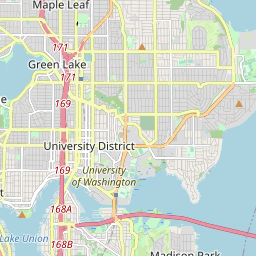 Maple Leaf
171
Green Lake
171
169
169
University District
University
of Washington
168A
Lake Union
168B
Madison Park